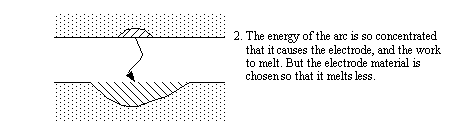 2. The energy of the arc is so concentrated
that it causes the electrode, and the work
to melt. But the electrode material is
chosen so that it melts less.